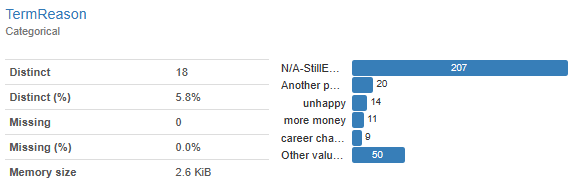 TermReason
Categorical
Distinct 18
Distinct (%) 5.8%
Missing 0
Missing (%) 0.0%
Memory size 2.6 KiB
N/A-StillE... 207
Another p... 20
unhappy 14
more money 11
career cha... 9
Other valu... 50